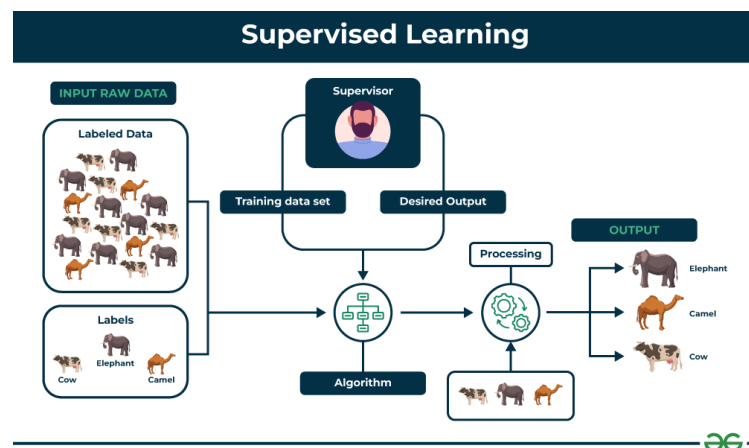 Supervised Learning
INPUT RAW DATA
Labeled Data
Labels
Cow
Elephant
Camel
Supervisor
Training data set
Desired Output
Algorithm
Processing
OUTPUT
Elephant
Camel
Cow